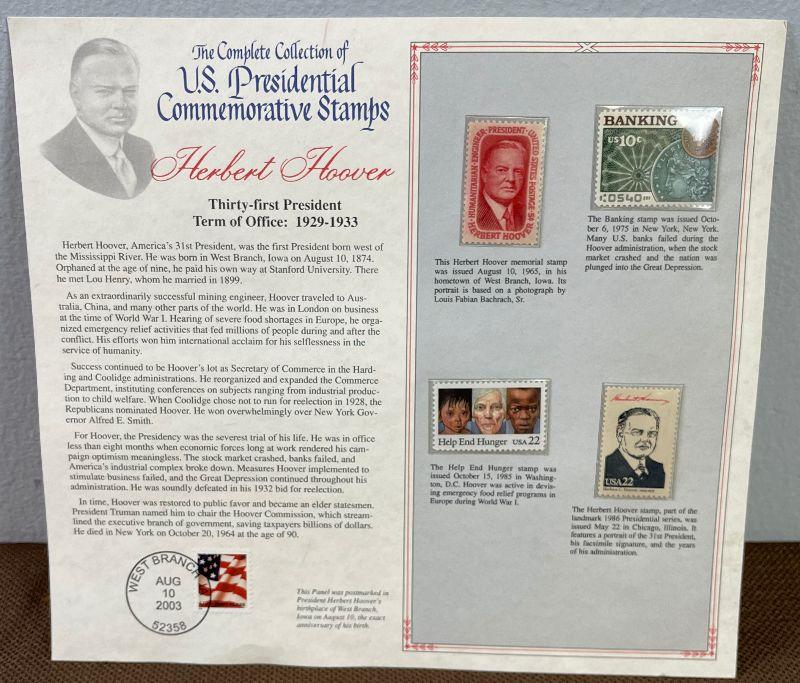 The Complete Collection of
U.S. Presidential
Commemorative Stamps
Herbert Hoover
Thirty-first President
Term of Office: 1929-1933
Herbert Hoover, America's 31st President, was the first President born west of
the Mississippi River. He was born in West Branch, Iowa on August 10, 1874.
Orphaned at the age of nine, he paid his own way at Stanford University. There
he met Lou Henry, whom he married in 1899.
As an extraordinarily successful mining engineer, Hoover traveled to Aus-
tralia, China, and many other parts of the world. He was in London on business
at the time of World War I. Hearing of severe food shortages in Europe, he or-
ganized emergency relief activities that fed millions of people during and after the
conflict. His efforts won him international acclaim for his selflessness in the
service of humanity.
Success continued to be Hoover's lot as Secretary of Commerce in the Hard-
ing and Coolidge administrations. He reorganized and expanded the Commerce
Department, instituting conferences on subjects ranging from industrial produc-
tion to child welfare. When Coolidge chose not to run for reelection in 1928, the
Republicans nominated Hoover. He won overwhelmingly over New York Gov-
ernor Alfred E. Smith.
For Hoover, the Presidency was the severest trial of his life. He was in office
less than eight months when economic forces long at work rendered his cam-
paign optimism meaningless. The stock market crashed, banks failed, and
America's industrial complex broke down. Measures Hoover implemented to
stimulate business failed, and the Great Depression continued throughout his
administration. He was soundly defeated in his 1932 bid for reelection.
In time, Hoover was restored to public favor and became an elder statesmen.
President Truman named him to chair the Hoover Commission, which stream-
lined the executive branch of government, saving taxpayers billions of dollars.
He died in New York on October 20, 1964 at the age of 90.
WEST BRANCH
AUG
10
2003
52358
This Panel was postmarked in
President Herbert Hoover's
birthplace of West Branch,
Iowa on August 10, the exact
anniversary of his birth.
HUMANITARIAN · ENGINEER · PRESIDENT ·
UNITED STATES POSTAGE 5¢
HERBERT HOOVER
This Herbert Hoover memorial stamp
was issued August 10, 1965, in his
hometown of West Branch, Iowa. Its
portrait is based on a photograph by
Louis Fabian Bachrach, Sr.
BANKING
US 10c
0540
The Banking stamp was issued Octo-
ber 6, 1975 in New York, New York.
Many U.S. banks failed during the
Hoover administration, when the stock
market crashed and the nation was
plunged into the Great Depression.
Help End Hunger USA 22
The Help End Hunger stamp was
issued October 15, 1985 in Washing-
ton, D.C. Hoover was active in devis-
ing emergency food relief programs in
Europe during World War I.
Herbert Hoover
USA 22
The Herbert Hoover stamp, part of the
landmark 1986 Presidential series, was
issued May 22 in Chicago, Illinois. It
features a portrait of the 31st President,
his facsimile signature, and the years
of his administration.